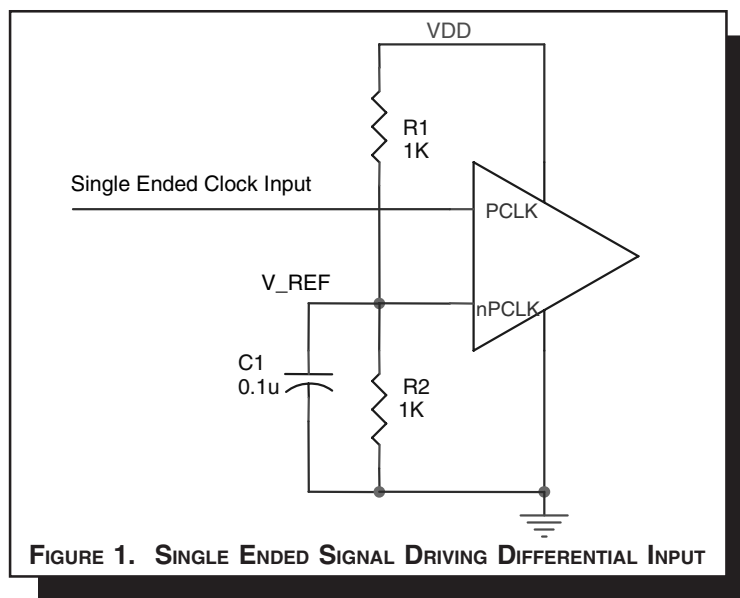 VDD
R1
1K
Single Ended Clock Input
PCLK
V_REF
nPCLK
C1
0.1u
R2
1K
FIGURE 1. SINGLE ENDED SIGNAL DRIVING DIFFERENTIAL INPUT